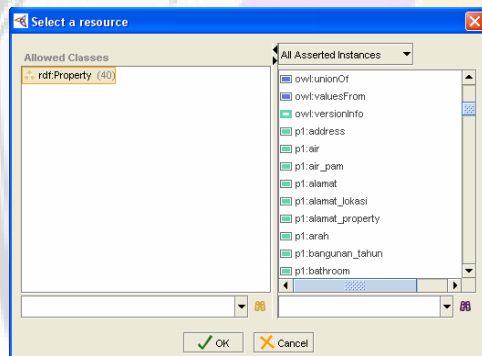 Select a resource
Allowed Classes
rdf:Property (40)
All Asserted Instances
owl:unionOf
owl:valuesFrom
owl:versionInfo
p1:address
p1:air
p1:air_pam
p1:alamat
p1:alamat_lokasi
p1:alamat_property
p1:arah
p1:bangunan_tahun
p1:bathroom
OK
Cancel